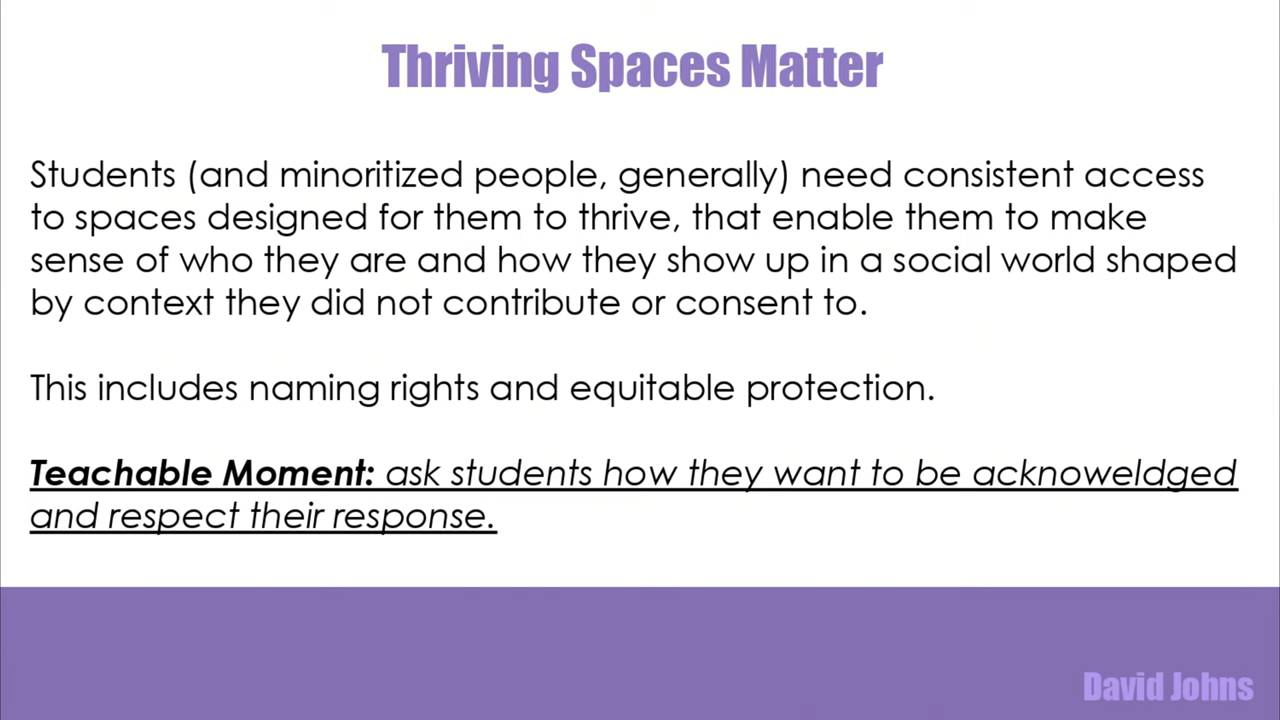 Thriving Spaces Matter
Students (and minoritized people, generally) need consistent access
to spaces designed for them to thrive, that enable them to make
sense of who they are and how they show up in a social world shaped
by context they did not contribute or consent to.
This includes naming rights and equitable protection.
Teachable Moment: ask students how they want to be acknoweldged
and respect their response.
David Johns